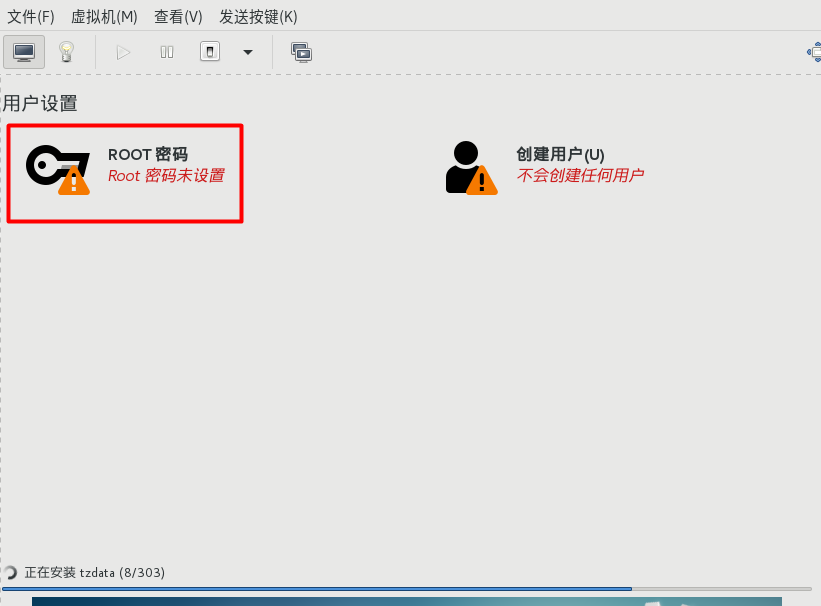 文件(F) 虚拟机(M) 查看(V) 发送按键(K)
用户设置
ROOT 密码
Root 密码未设置
创建用户(U)
不会创建任何用户
正在安装 tzdata (8/303)